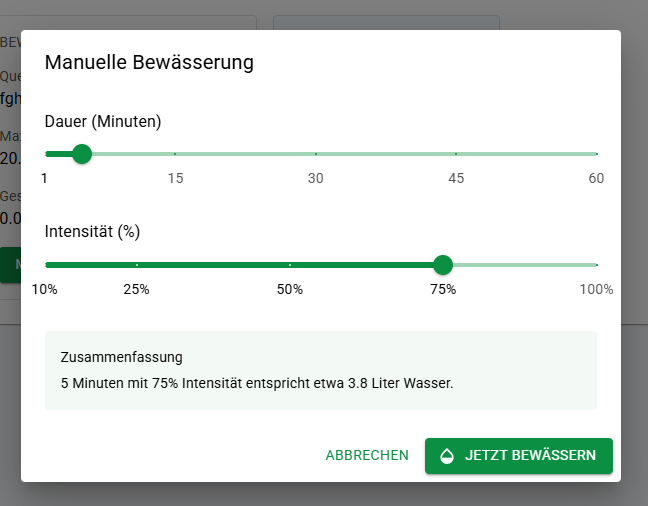 BEW
Manuelle Bewässerung
Que
fgh
Dauer (Minuten)
Max
20.
1 15 30 45 60
Ges
0.0
Intensität (%)
10% 25% 50% 75% 100%
Zusammenfassung
5 Minuten mit 75% Intensität entspricht etwa 3.8 Liter Wasser.
ABBRECHEN JETZT BEWÄSSERN